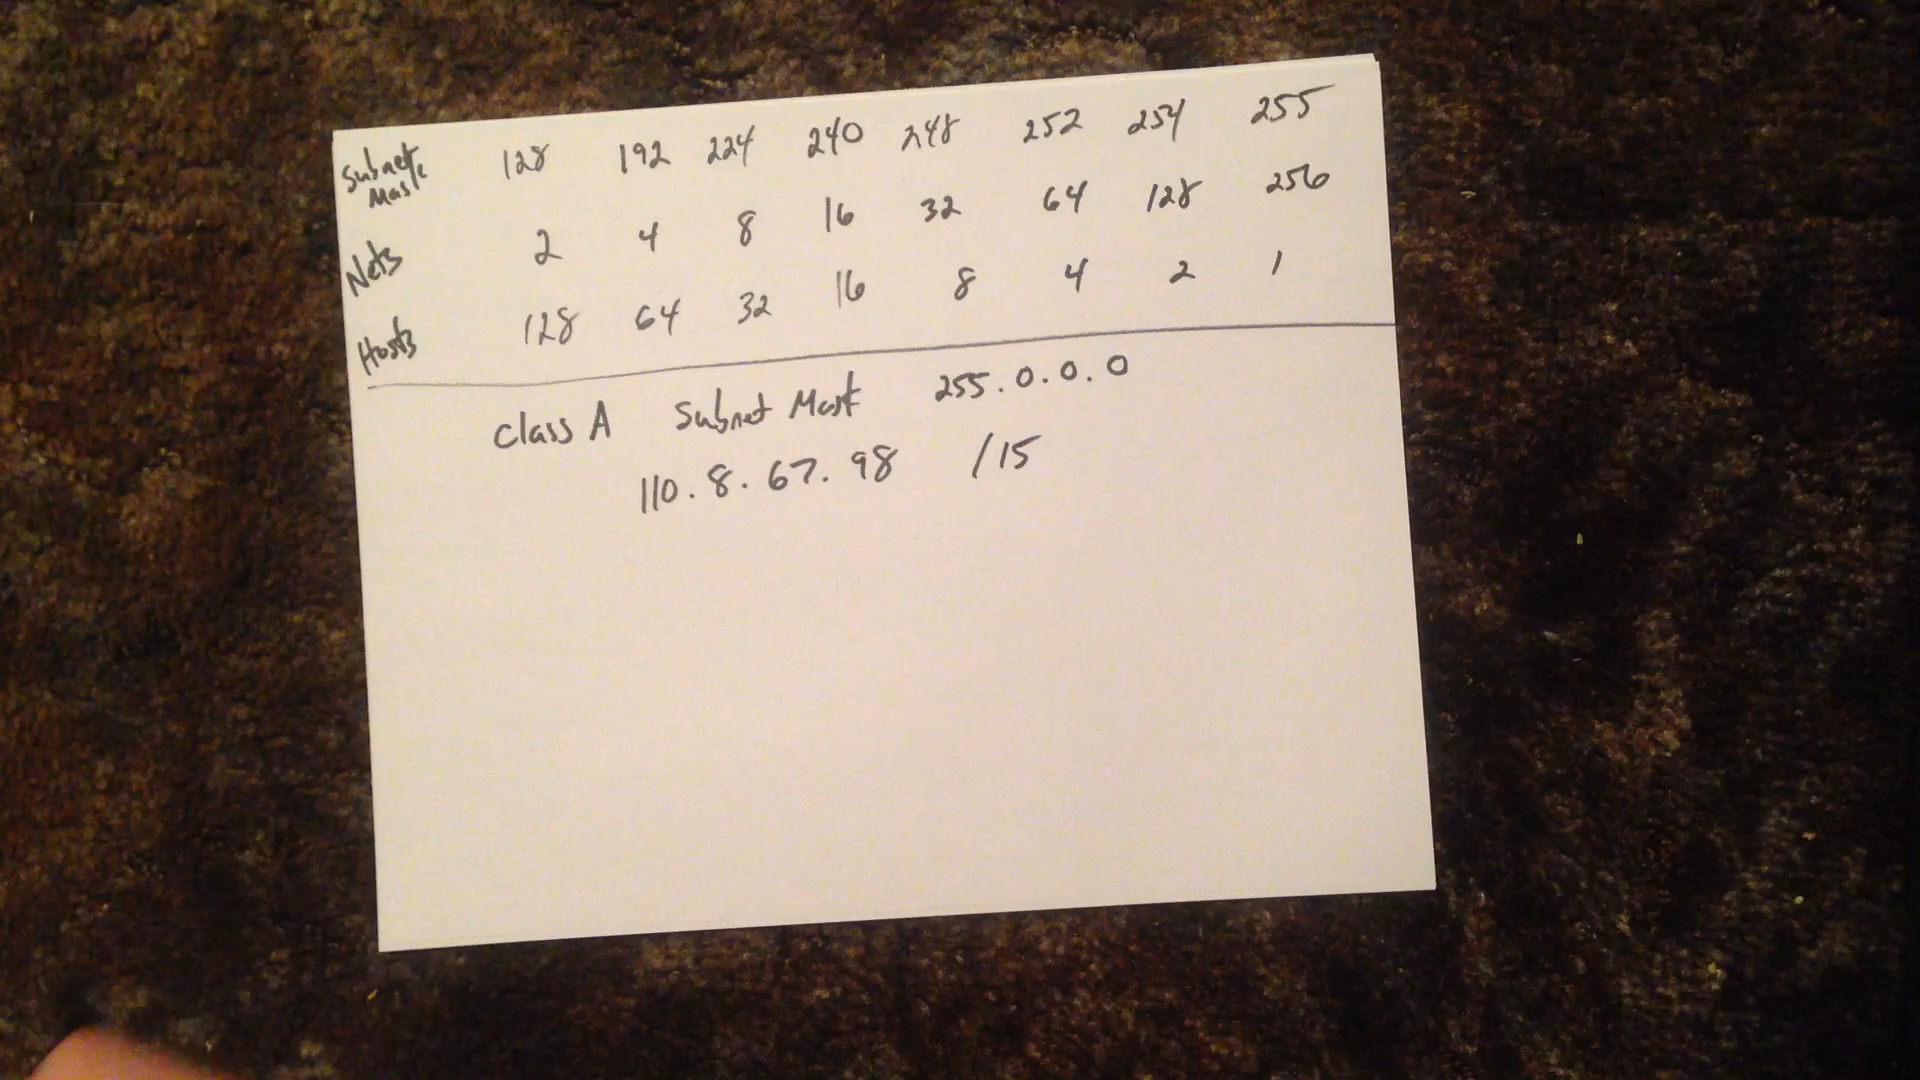 Subnet Mask 128 192 224 240 248 252 254 255
Nets 2 4 8 16 32 64 128 256
Hosts 128 64 32 16 8 4 2 1
Class A Subnet Mask 255.0.0.0
110.8.67.98 /15